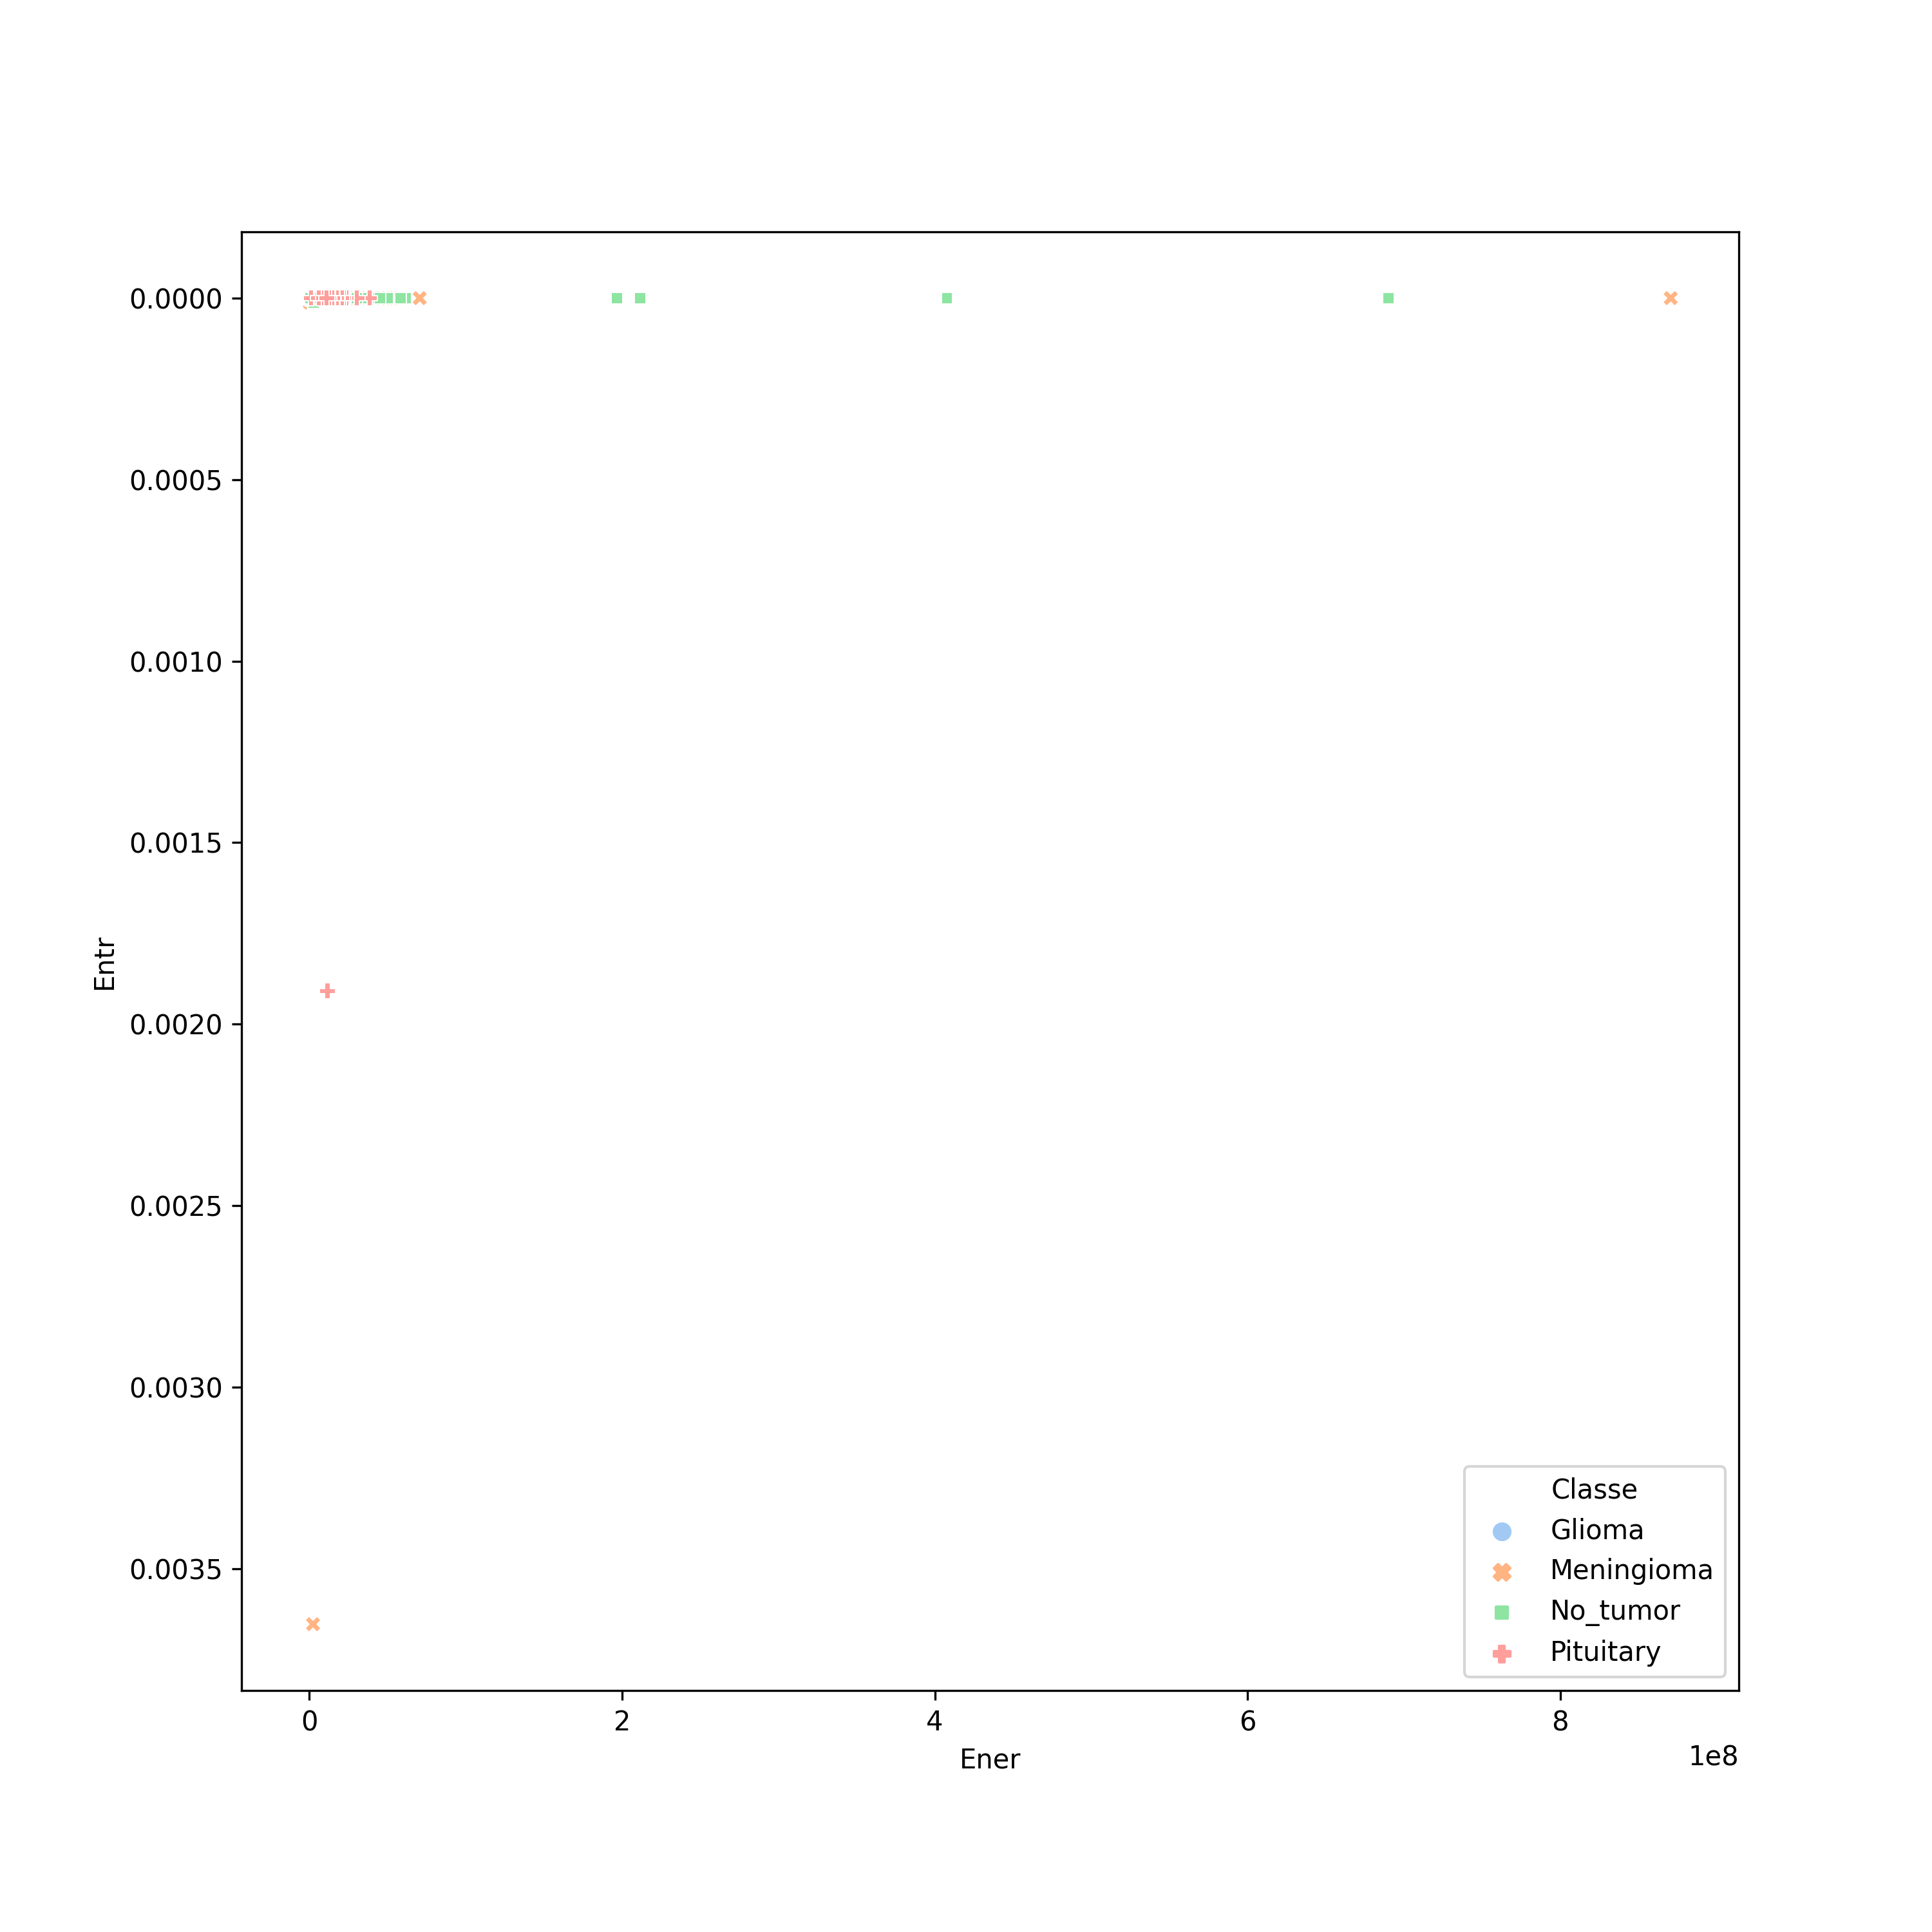 0.0000
0.0005
0.0010
0.0015
0.0020
0.0025
0.0030
0.0035
Entr
0 2 4 6 8
Ener
1e8
Classe
Glioma
Meningioma
No_tumor
Pituitary